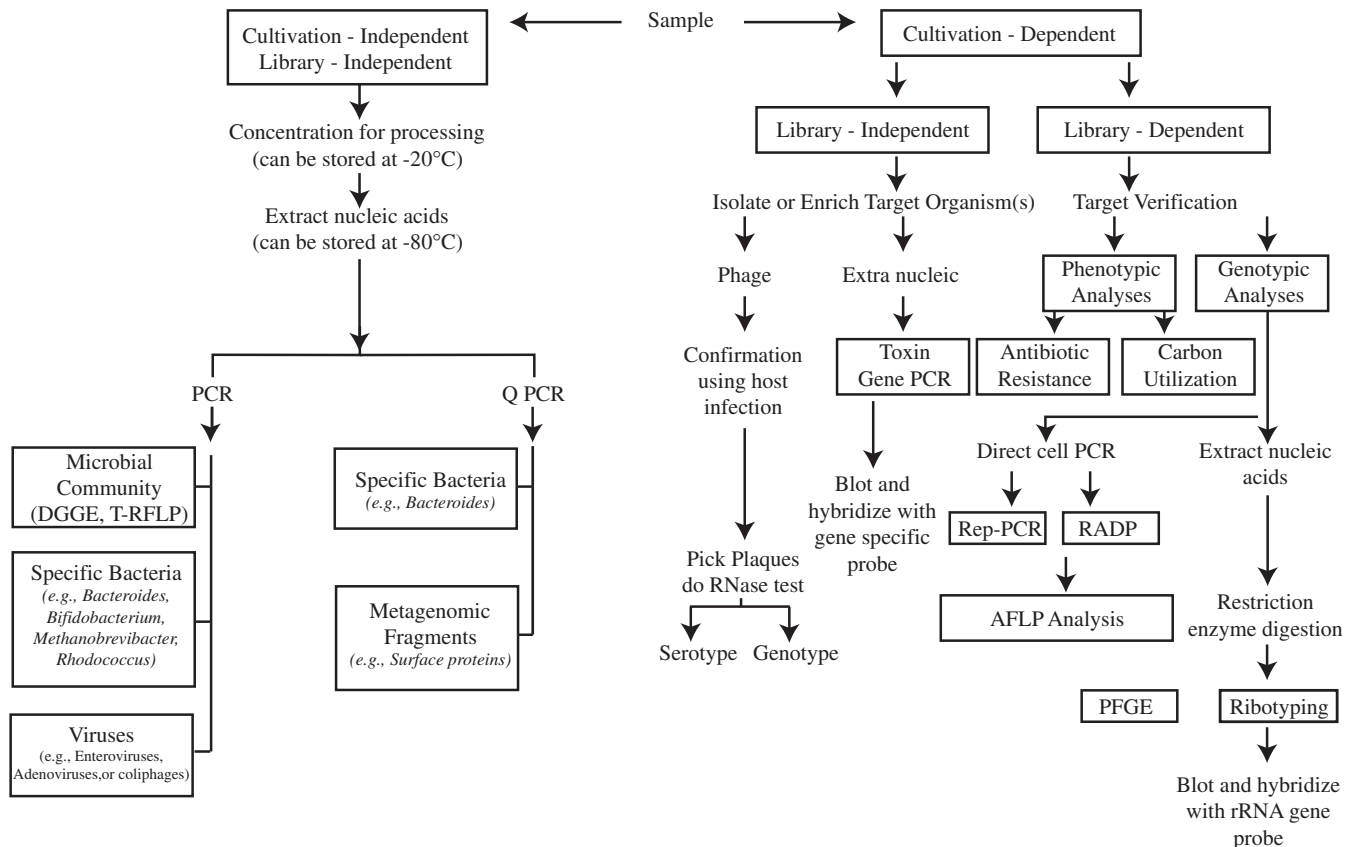 Sample
Cultivation - Independent
Library - Independent
Concentration for processing
(can be stored at -20°C)
Extract nucleic acids
(can be stored at -80°C)
PCR
Microbial
Community
(DGGE, T-RFLP)
Specific Bacteria
(e.g., Bacteroides,
Bifidobacterium,
Methanobrevibacter,
Rhodococcus)
Viruses
(e.g., Enteroviruses,
Adenoviruses,or coliphages)
Q PCR
Specific Bacteria
(e.g., Bacteroides)
Metagenomic
Fragments
(e.g., Surface proteins)
Cultivation - Dependent
Library - Independent
Isolate or Enrich Target Organism(s)
Phage
Confirmation
using host
infection
Pick Plaques
do RNase test
Serotype
Genotype
Extra nucleic
Toxin
Gene PCR
Blot and
hybridize with
gene specific
probe
Library - Dependent
Target Verification
Phenotypic
Analyses
Antibiotic
Resistance
Carbon
Utilization
Genotypic
Analyses
Direct cell PCR
Rep-PCR
RADP
AFLP Analysis
Extract nucleic
acids
Restriction
enzyme digestion
PFGE
Ribotyping
Blot and hybridize
with rRNA gene
probe